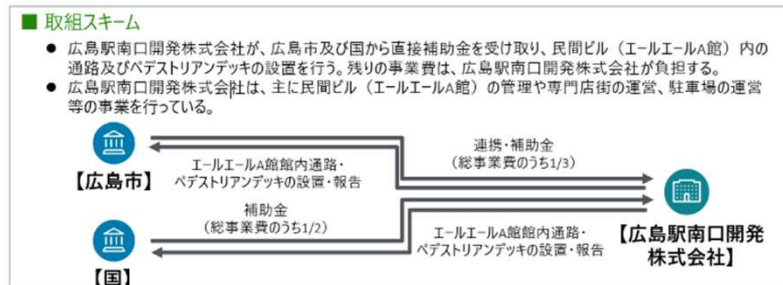 ■ 取組スキーム
● 広島駅南口開発株式会社が、広島市及び国から直接補助金を受け取り、民間ビル（エールエールA館）内の
通路及びペデストリアンデッキの設置を行う。残りの事業費は、広島駅南口開発株式会社が負担する。
● 広島駅南口開発株式会社は、主に民間ビル（エールエールA館）の管理や専門店街の運営、駐車場の運営
等の事業を行っている。
【広島市】
エールエールA館館内通路・
ペデストリアンデッキの設置・報告
連携・補助金
（総事業費のうち1/3）
【国】
補助金
（総事業費のうち1/2）
エールエールA館館内通路・
ペデストリアンデッキの設置・報告
【広島駅南口開発
株式会社】